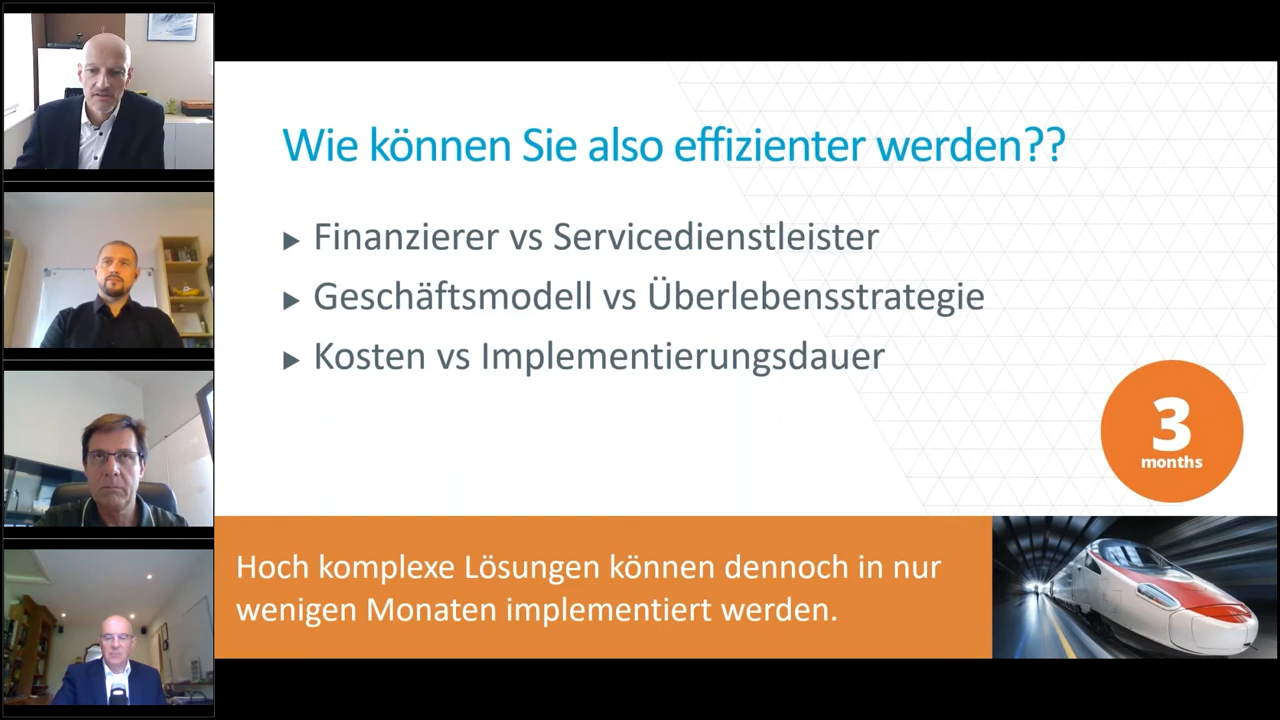 Wie können Sie also effizienter werden??
Finanzierer vs Servicedienstleister
Geschäftsmodell vs Überlebensstrategie
Kosten vs Implementierungsdauer
3
months
Hoch komplexe Lösungen können dennoch in nur
wenigen Monaten implementiert werden.